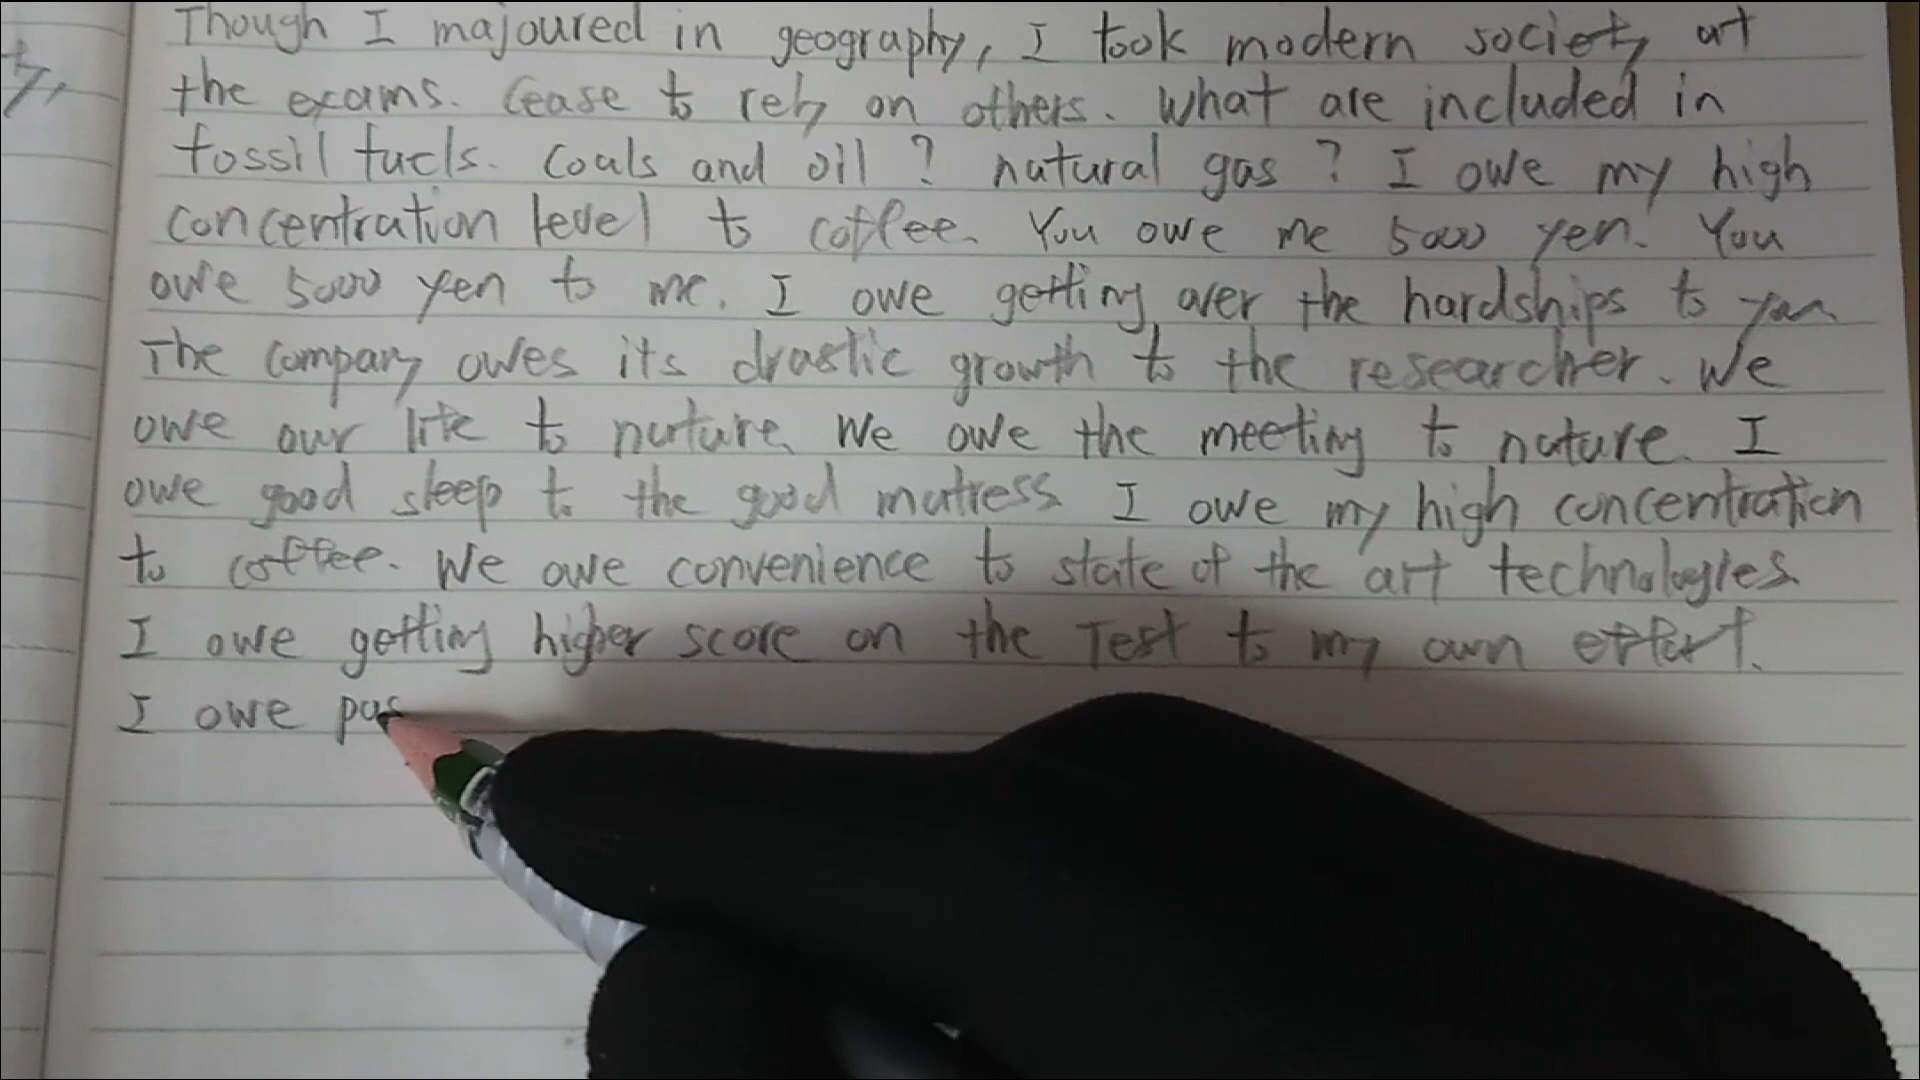 Though I majoured in geography, I took modern society at
the exams. Cease to rely on others. What are included in
fossil fuels. Coals and oil? natural gas? I owe my high
concentration level to coffee. You owe me 5000 yen. You
owe 5000 yen to me. I owe getting over the hardships to you
The company owes its drastic growth to the researcher. We
owe our life to nature. We owe the meeting to nature. I
owe good sleep to the good matress I owe my high concentration
to coffee. We owe convenience to state of the art technologies.
I owe getting higher score on the Test to my own effort.
I owe pas